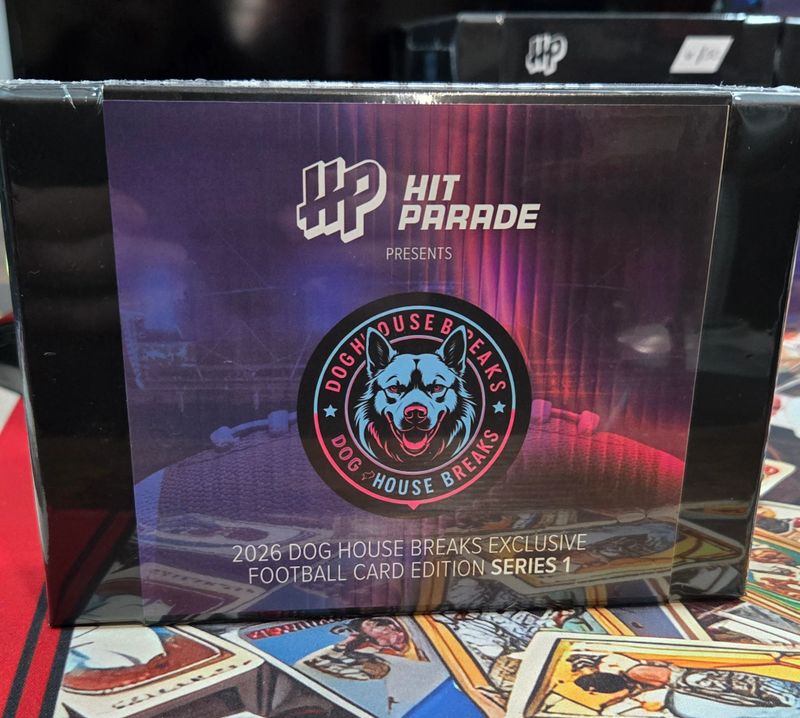 HP
HP
HIT
PARADE
PRESENTS
DOG HOUSE BREAKS
DOG HOUSE BREAKS
2026 DOG HOUSE BREAKS EXCLUSIVE
FOOTBALL CARD EDITION SERIES 1